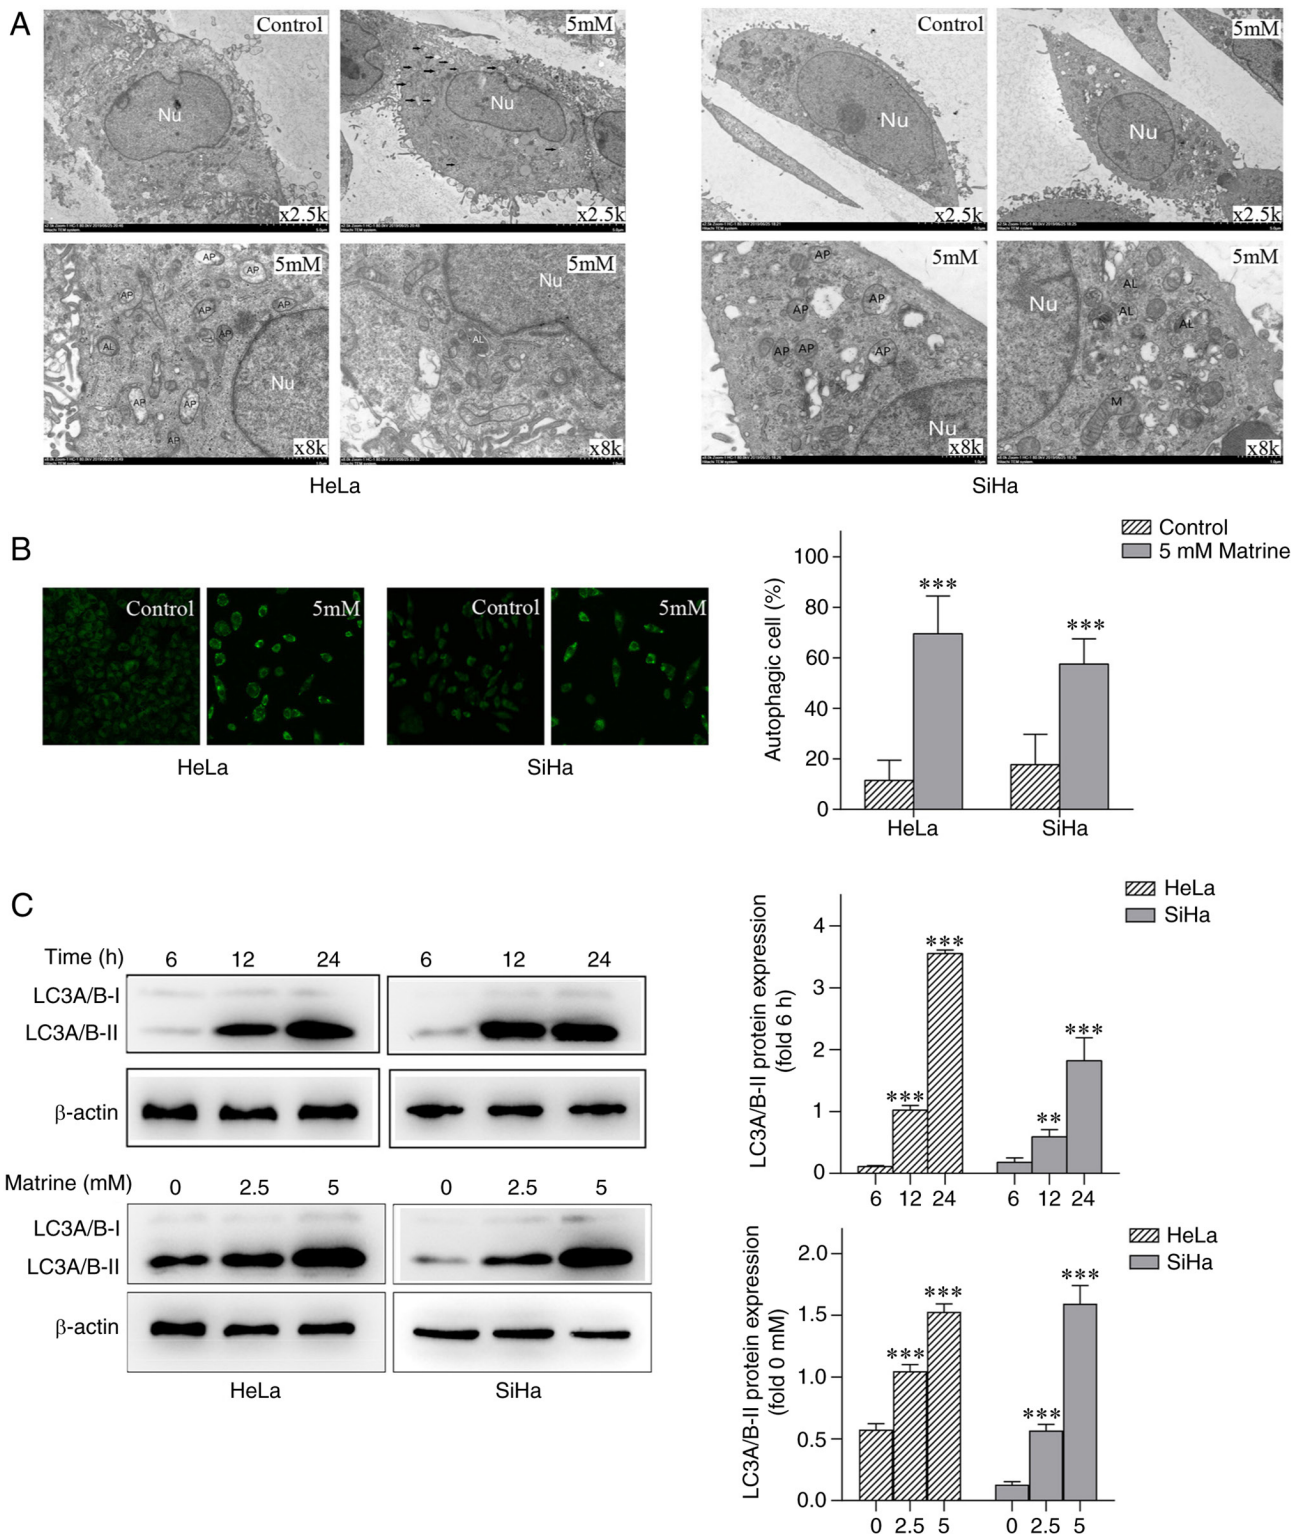 A
Control
5mM
Control
5mM
Nu
Nu
Nu
Nu
x2.5k
x2.5k
x2.5k
x2.5k
5mM
5mM
5mM
5mM
AP
AP
AP
AP
AP
AP
AL
AP
AP
AP
Nu
Nu
AL
AP
AP
AP
AP
AP
AP
Nu
Nu
AL
AL
AL
M
x8k
x8k
x8k
x8k
HeLa
SiHa
B
Control
5mM
Control
5mM
HeLa
SiHa
Control
5 mM Matrine
Autophagic cell (%)
100
80
60
40
20
0
***
***
HeLa
SiHa
C
Time (h)
6
12
24
6
12
24
LC3A/B-I
LC3A/B-II
β-actin
Matrine (mM)
0
2.5
5
0
2.5
5
LC3A/B-I
LC3A/B-II
β-actin
HeLa
SiHa
HeLa
SiHa
LC3A/B-II protein expression
(fold 6 h)
4
3
2
1
0
***
***
**
***
6
12
24
6
12
24
HeLa
SiHa
LC3A/B-II protein expression
(fold 0 mM)
2.0
1.5
1.0
0.5
0.0
***
***
***
***
0
2.5
5
0
2.5
5